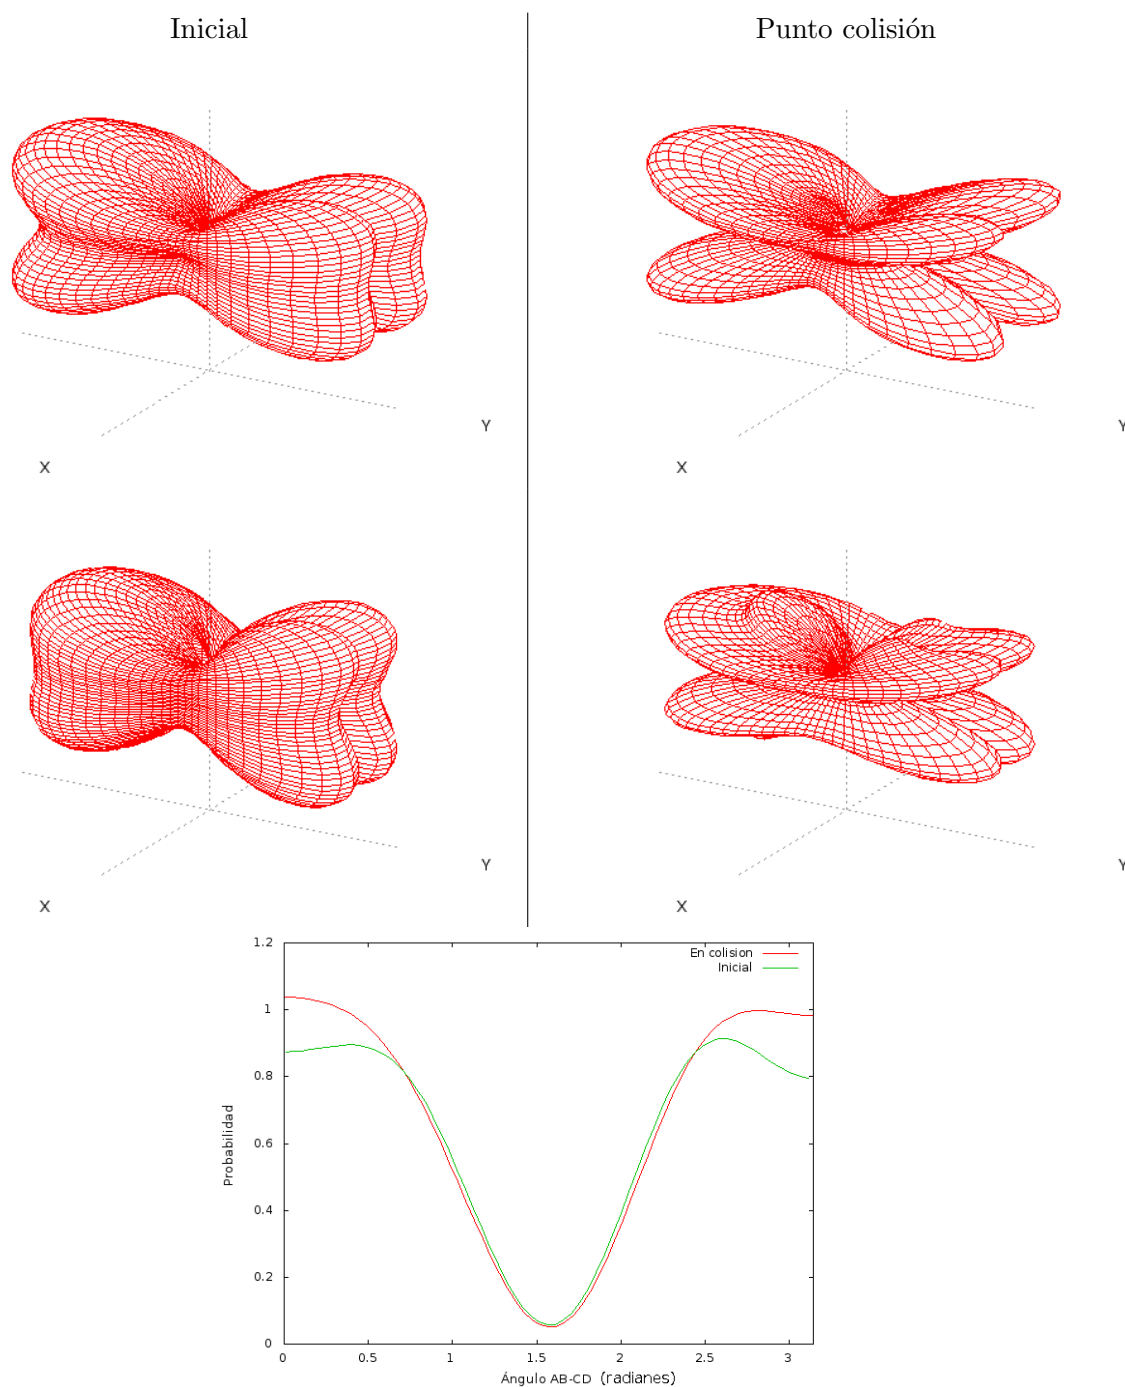 Inicial
Punto colisión
Y
X
Y
X
Y
X
Y
X
1.2
1
0.8
0.6
0.4
0.2
0
Probabilidad
En colision
Inicial
0 0.5 1 1.5 2 2.5 3
Ángulo AB-CD (radianes)